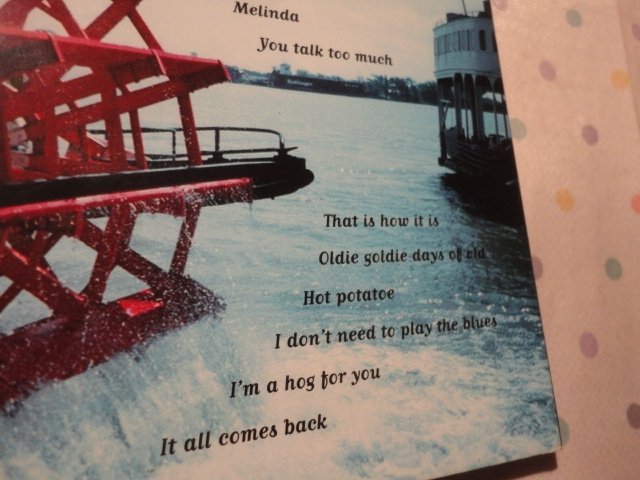 Melinda
You talk too much
That is how it is
Oldie goldie days of old
Hot potatoe
I don't need to play the blues
I'm a hog for you
It all comes back